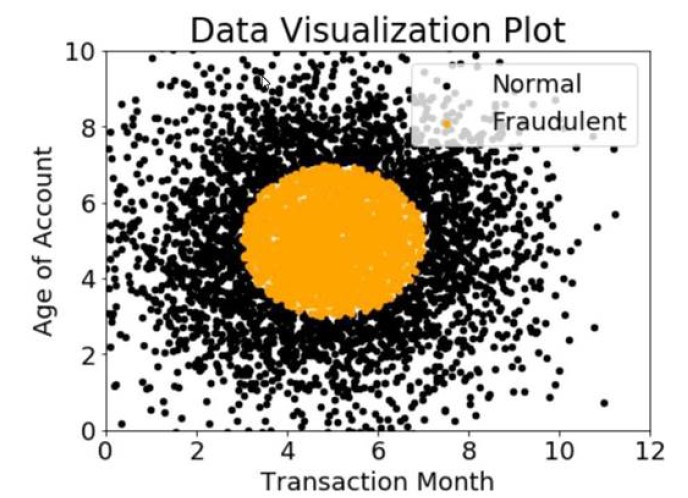 Data Visualization Plot
Normal
Fraudulent
10
8
6
4
2
0
Age of Account
0 2 4 6 8 10 12
Transaction Month